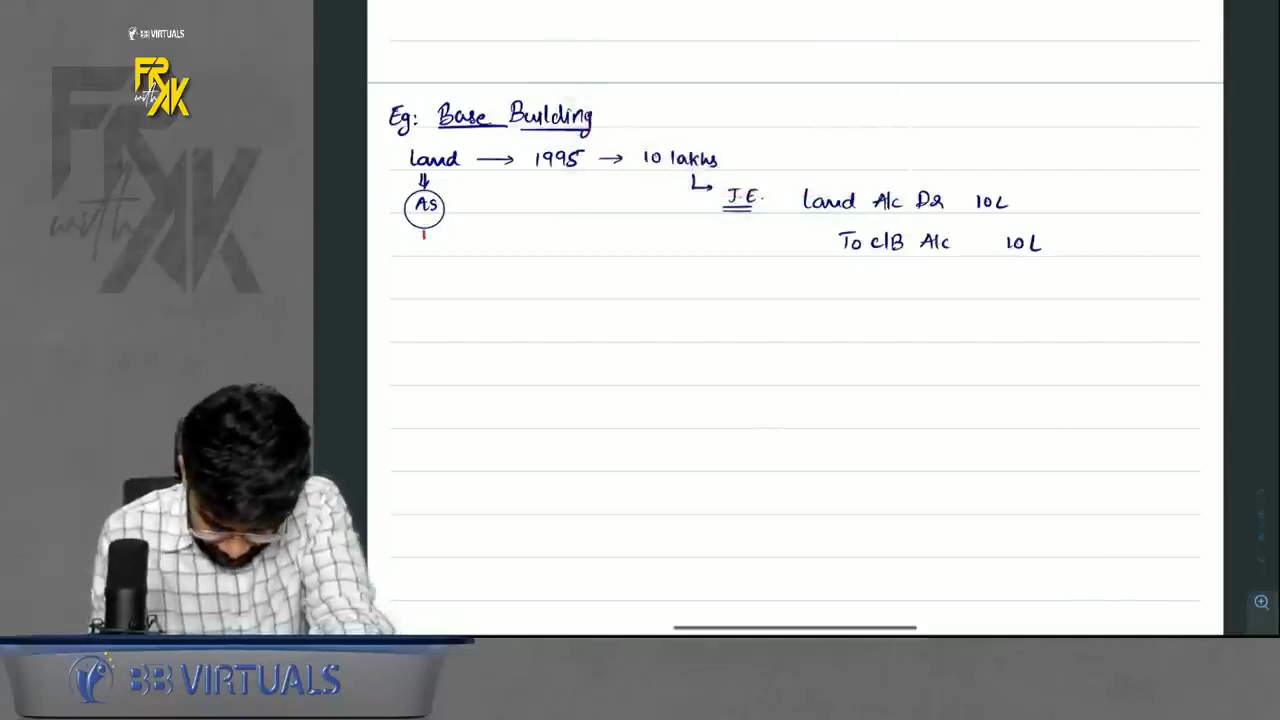 BB VIRTUALS
FR
with
AK
Eg: Base Building
Land → 1995 → 10 lakhs
AS
J.E. Land A/c Dr 10L
To C/B A/c 10L
BB VIRTUALS